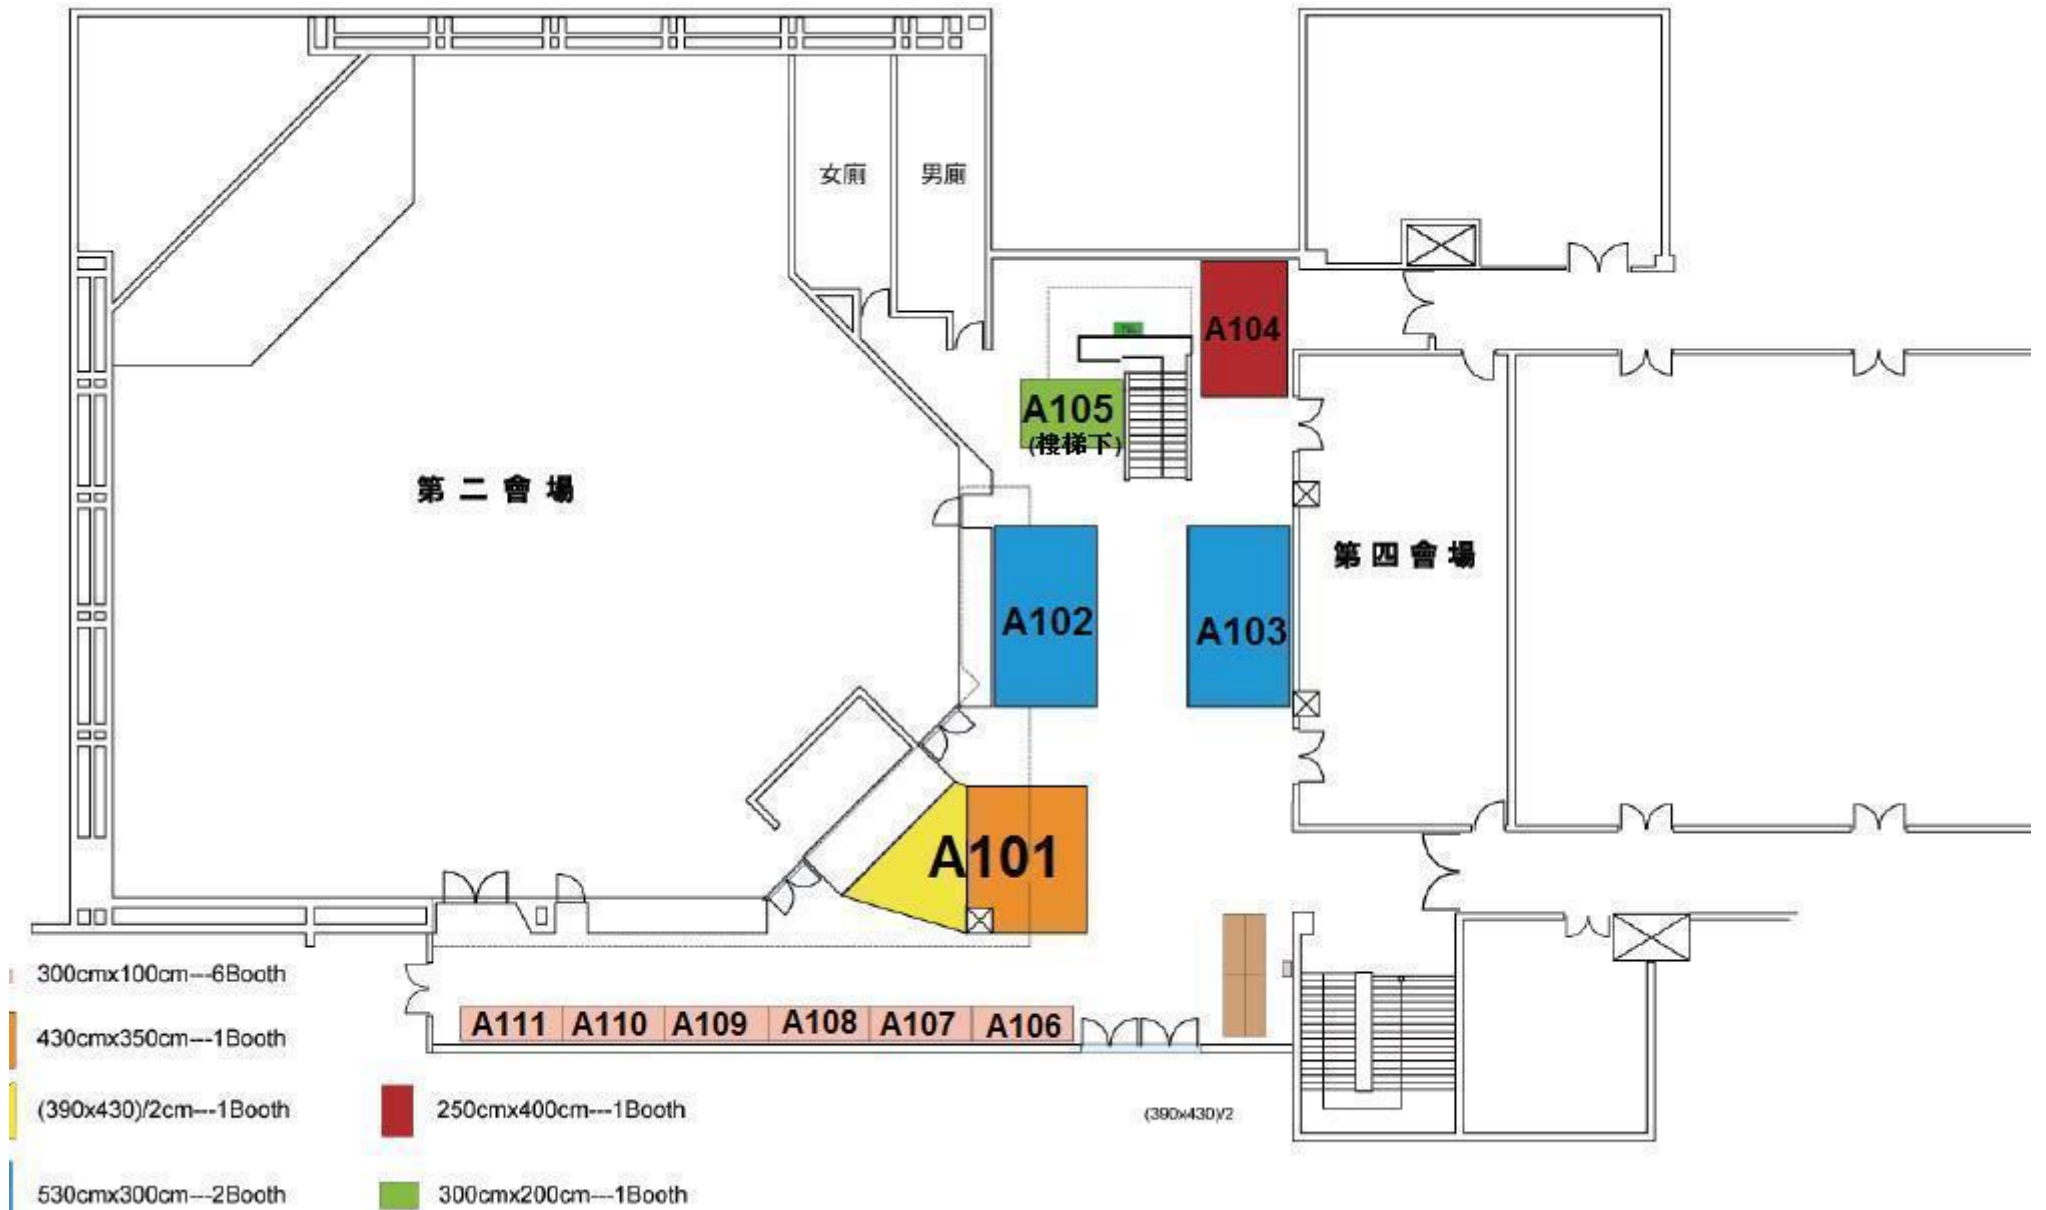 女廁
男廁
A104
A105
(樓梯下)
第二會場
第四會場
A102
A103
A101
300cmx100cm---6Booth
A111
A110
A109
A108
A107
A106
430cmx350cm---1Booth
(390x430)/2cm---1Booth
250cmx400cm---1Booth
(390x430)/2
530cmx300cm---2Booth
300cmx200cm---1Booth